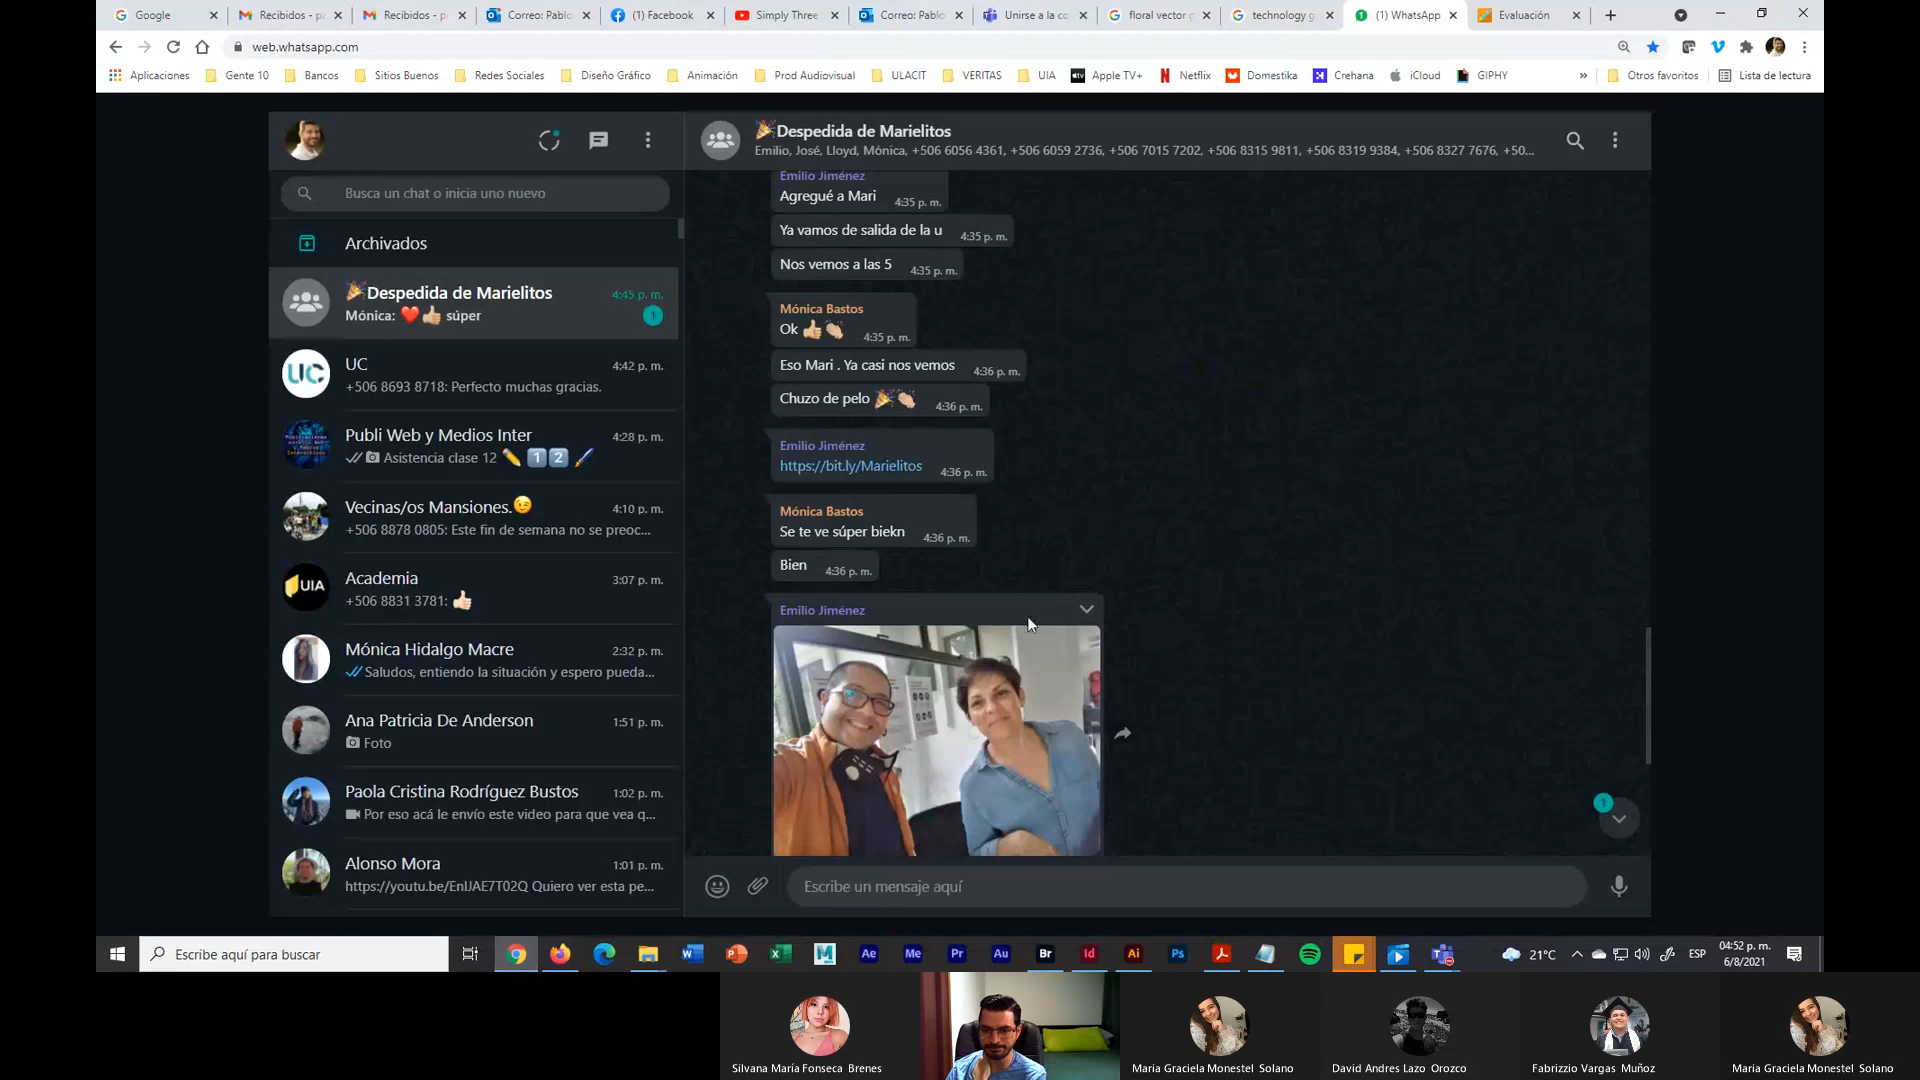 Google
Recibidos - p
Recibidos - p
Correo: Pablo
(1) Facebook
Simply Three
Correo: Pablo
Unirse a la co
floral vector g
technology g
(1) WhatsApp
Evaluación
web.whatsapp.com
Aplicaciones
Gente 10
Bancos
Sitios Buenos
Redes Sociales
Diseño Gráfico
Animación
Prod Audiovisual
ULACIT
VERITAS
UIA
Apple TV+
Netflix
Domestika
Crehana
iCloud
GIPHY
»
Otros favoritos
Lista de lectura
Busca un chat o inicia uno nuevo
Archivados
🎉Despedida de Marielitos
4:45 p. m.
Mónica: ❤️👍🏼 súper
1
UC
4:42 p. m.
+506 8693 8718: Perfecto muchas gracias.
Publi Web y Medios Inter
4:28 p. m.
Asistencia clase 12 ✏️ 1️⃣ 2️⃣ 🖌️
Vecinas/os Mansiones.😉
4:10 p. m.
+506 8878 0805: Este fin de semana no se preoc...
UIA
Academia
3:07 p. m.
+506 8831 3781: 👍🏻
Mónica Hidalgo Macre
2:32 p. m.
Saludos, entiendo la situación y espero pueda...
Ana Patricia De Anderson
1:51 p. m.
Foto
Paola Cristina Rodríguez Bustos
1:02 p. m.
Por eso acá le envío este video para que vea q...
Alonso Mora
1:01 p. m.
https://youtu.be/EnIJAE7T02Q Quiero ver esta pe...
🎉Despedida de Marielitos
Emilio, José, Lloyd, Mónica, +506 6056 4361, +506 6059 2736, +506 7015 7202, +506 8315 9811, +506 8319 9384, +506 8327 7676, +50...
Emilio Jiménez
Agregué a Mari 4:35 p. m.
Ya vamos de salida de la u 4:35 p. m.
Nos vemos a las 5 4:35 p. m.
Mónica Bastos
Ok 👍🏼👏🏼 4:35 p. m.
Eso Mari . Ya casi nos vemos 4:36 p. m.
Chuzo de pelo 🎉👏🏼 4:36 p. m.
Emilio Jiménez
https://bit.ly/Marielitos 4:36 p. m.
Mónica Bastos
Se te ve súper biekn 4:36 p. m.
Bien 4:36 p. m.
Emilio Jiménez
1
Escribe un mensaje aquí
Escribe aquí para buscar
Ae
Me
Pr
Au
Br
Id
Ai
Ps
21°C
ESP
04:52 p. m.
6/8/2021
Silvana María Fonseca Brenes
Maria Graciela Monestel Solano
David Andres Lazo Orozco
Fabrizzio Vargas Muñoz
Maria Graciela Monestel Solano